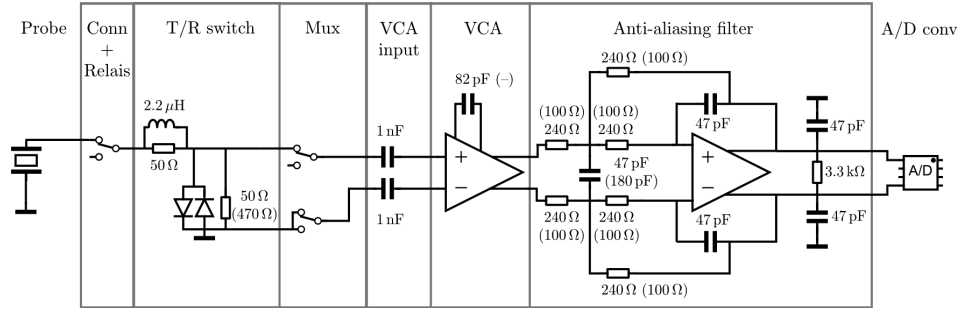 Probe
Conn
+
Relais
T/R switch
Mux
VCA
input
VCA
Anti-aliasing filter
A/D conv
2.2 μH
50 Ω
50 Ω
(470 Ω)
1 nF
1 nF
82 pF (–)
+
−
(100 Ω)
240 Ω
(100 Ω)
240 Ω
240 Ω (100 Ω)
47 pF
(180 pF)
240 Ω
(100 Ω)
240 Ω
(100 Ω)
240 Ω (100 Ω)
47 pF
+
−
47 pF
47 pF
3.3 kΩ
47 pF
A/D